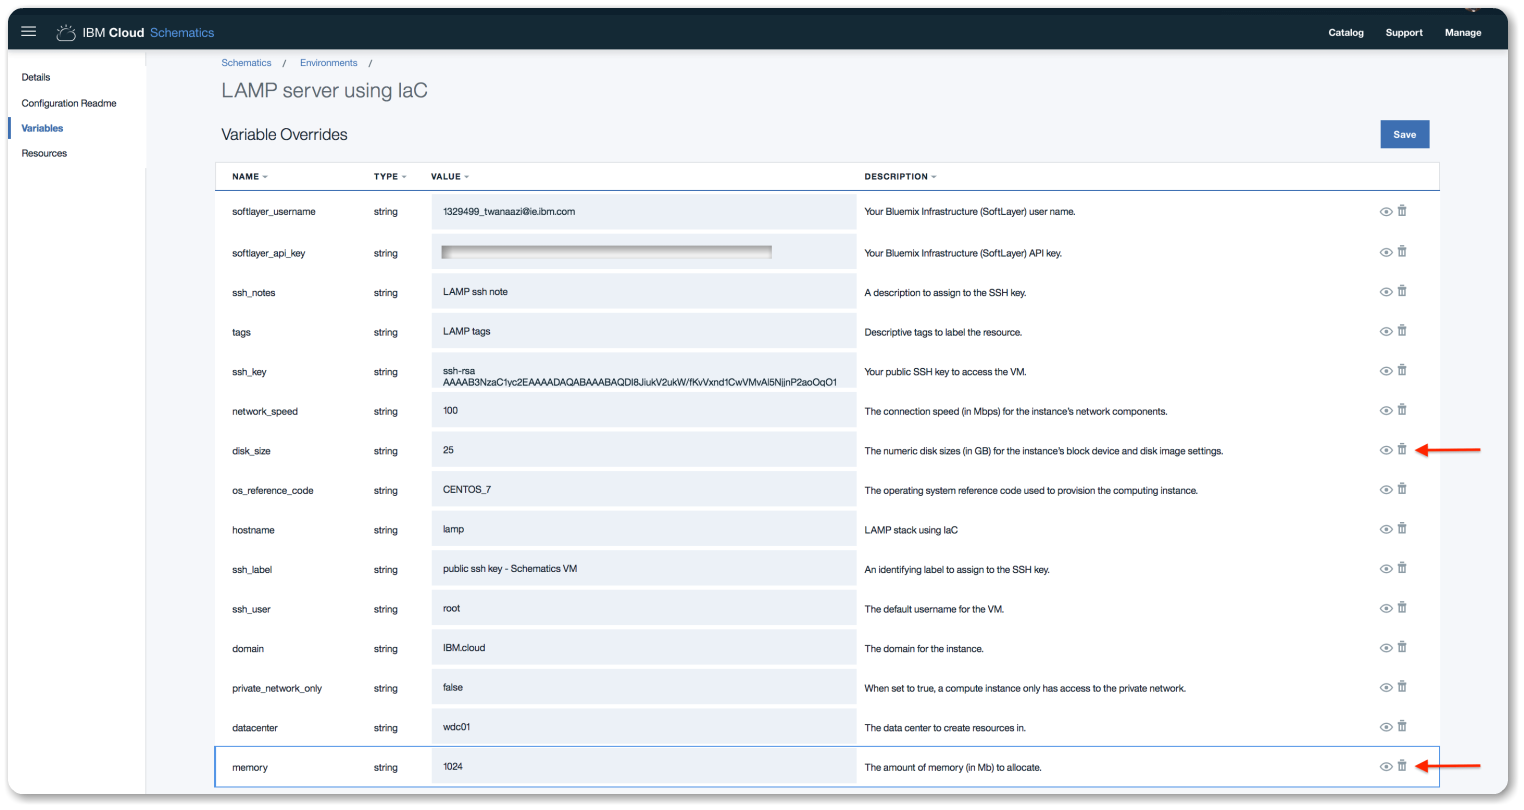 IBM Cloud Schematics
Catalog Support Manage
Details
Configuration Readme
Variables
Resources
Schematics / Environments /
LAMP server using IaC
Variable Overrides
Save
NAME TYPE VALUE DESCRIPTION
softlayer_username string 1329499_twanaazi@ie.ibm.com Your Bluemix Infrastructure (SoftLayer) user name.
softlayer_api_key string Your Bluemix Infrastructure (SoftLayer) API key.
ssh_notes string LAMP ssh note A description to assign to the SSH key.
tags string LAMP tags Descriptive tags to label the resource.
ssh_key string ssh-rsa Your public SSH key to access the VM.
network_speed string 100 The connection speed (in Mbps) for the instance's network components.
disk_size string 25 The numeric disk sizes (in GB) for the instance's block device and disk image settings.
os_reference_code string CENTOS_7 The operating system reference code used to provision the computing instance.
hostname string lamp LAMP stack using IaC
ssh_label string public ssh key - Schematics VM An identifying label to assign to the SSH key.
ssh_user string root The default username for the VM.
domain string IBM.cloud The domain for the instance.
private_network_only string false When set to true, a compute instance only has access to the private network.
datacenter string wdc01 The data center to create resources in.
memory string 1024 The amount of memory (in Mb) to allocate.